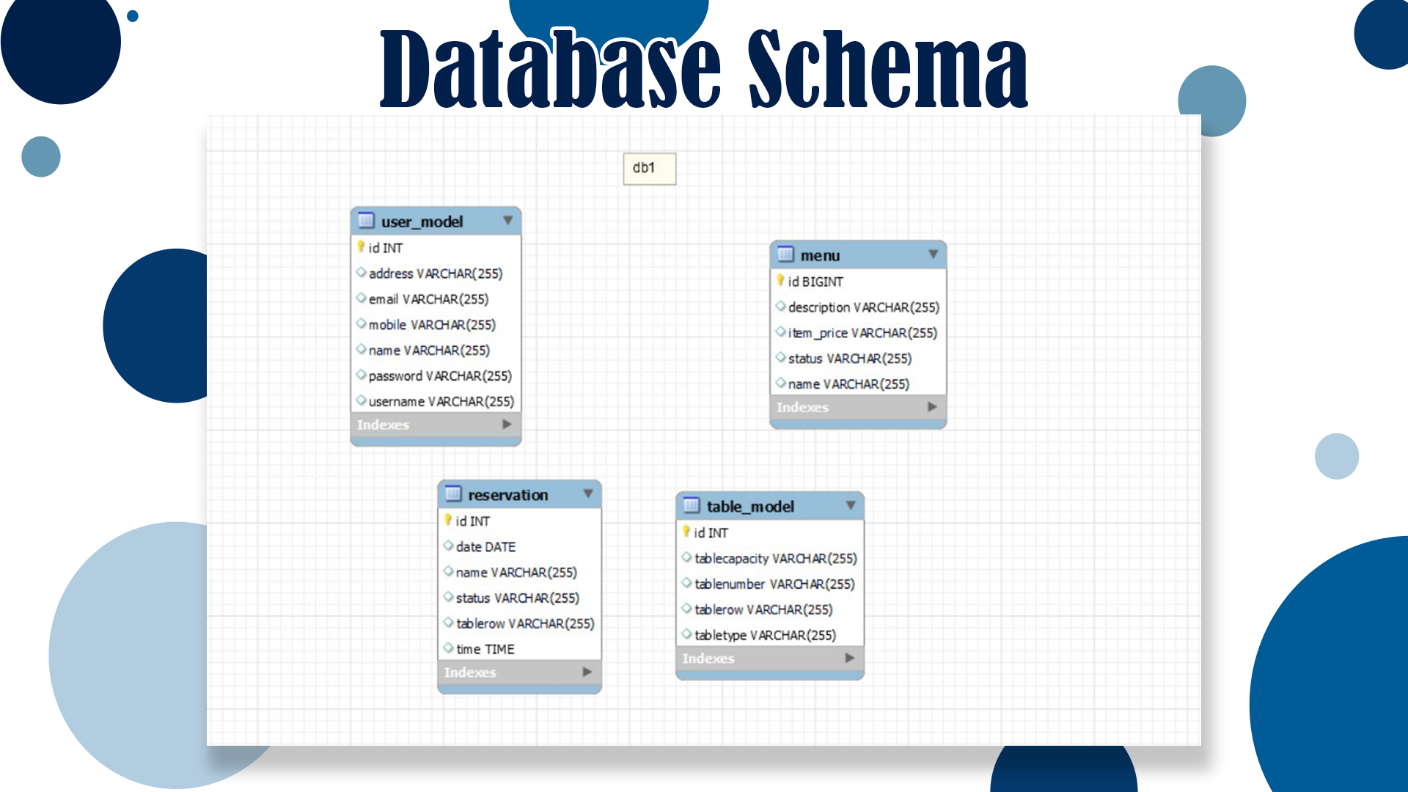 Database Schema
db1
user_model
id INT
address VARCHAR(255)
email VARCHAR(255)
mobile VARCHAR(255)
name VARCHAR(255)
password VARCHAR(255)
username VARCHAR(255)
Indexes
menu
id BIGINT
description VARCHAR(255)
item_price VARCHAR(255)
status VARCHAR(255)
name VARCHAR(255)
Indexes
reservation
id INT
date DATE
name VARCHAR(255)
status VARCHAR(255)
tablerow VARCHAR(255)
time TIME
Indexes
table_model
id INT
tablecapacity VARCHAR(255)
tablenumber VARCHAR(255)
tablerow VARCHAR(255)
tabletype VARCHAR(255)
Indexes